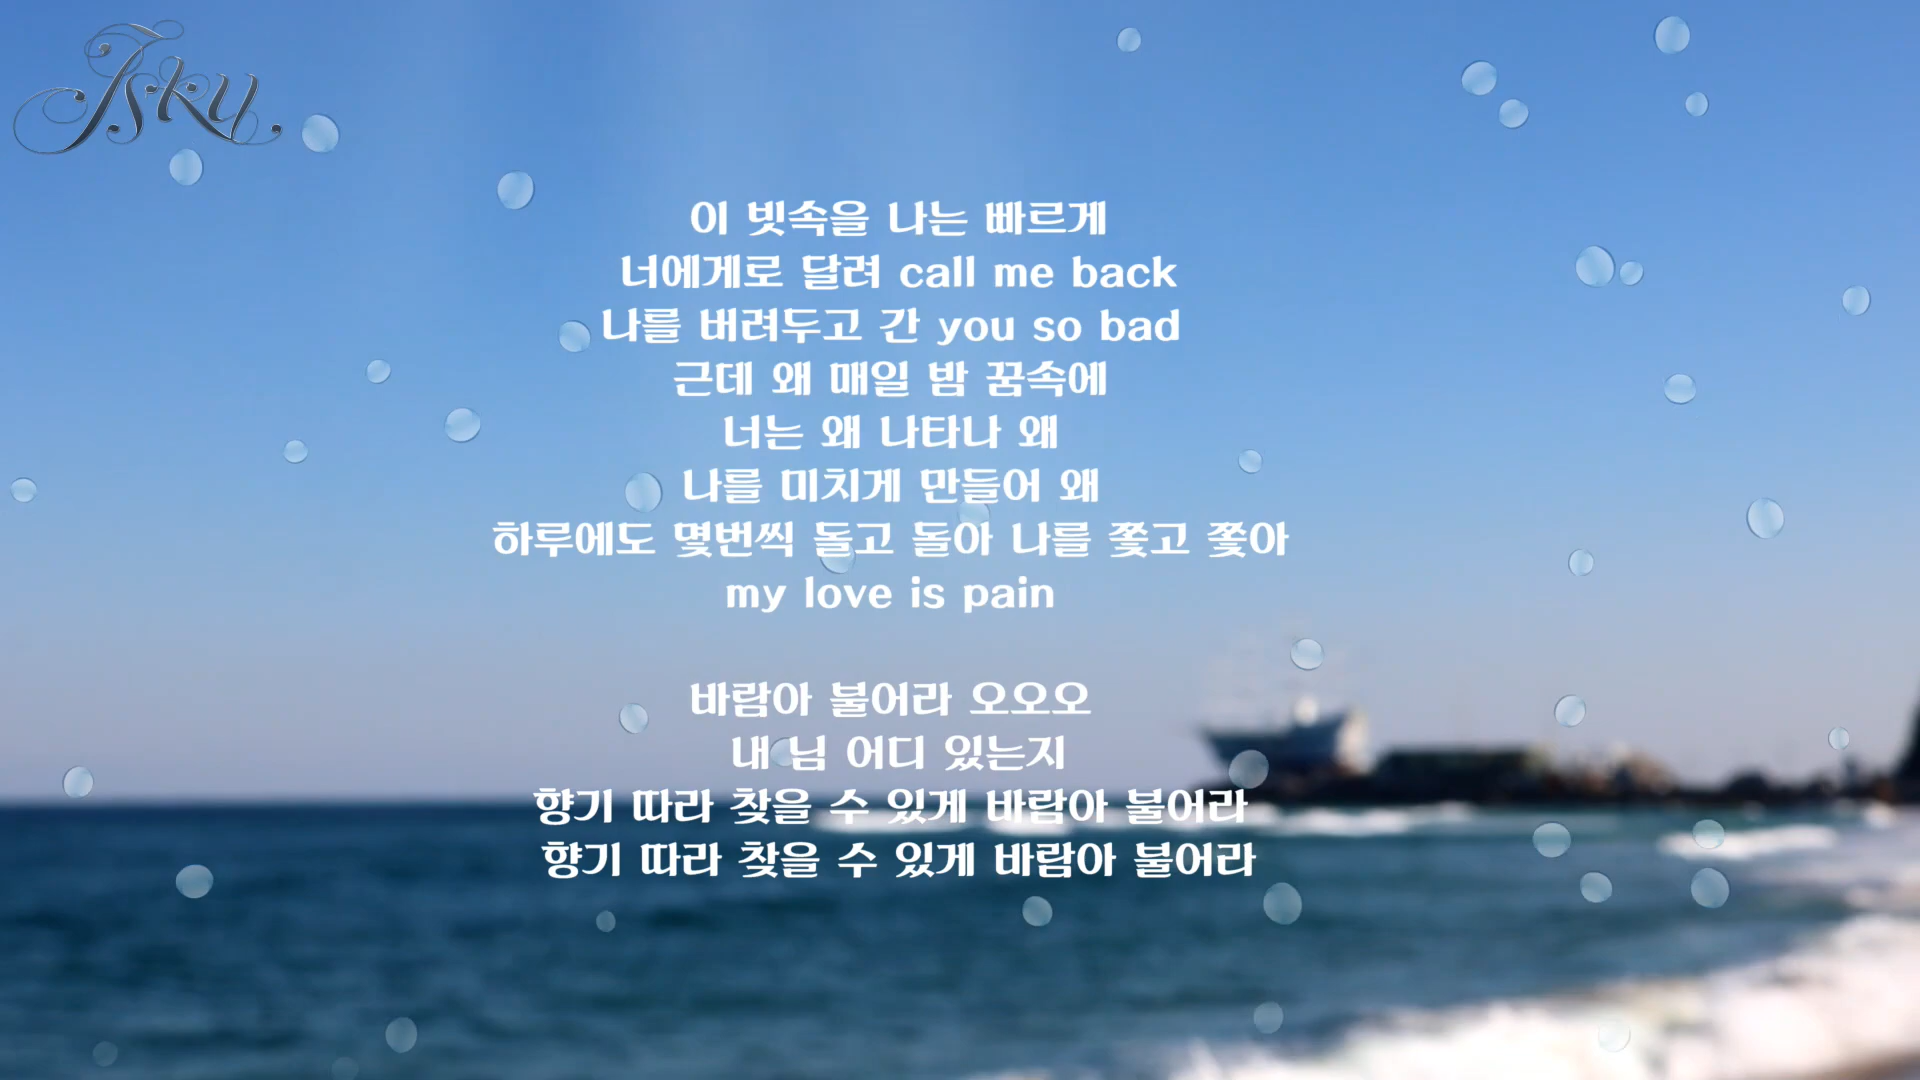 Jsku
이 빗속을 나는 빠르게
너에게로 달려 call me back
나를 버려두고 간 you so bad
근데 왜 매일 밤 꿈속에
너는 왜 나타나 왜
나를 미치게 만들어 왜
하루에도 몇번씩 돌고 돌아 나를 쫓고 쫓아
my love is pain
바람아 불어라 오오오
내 님 어디 있는지
향기 따라 찾을 수 있게 바람아 불어라
향기 따라 찾을 수 있게 바람아 불어라